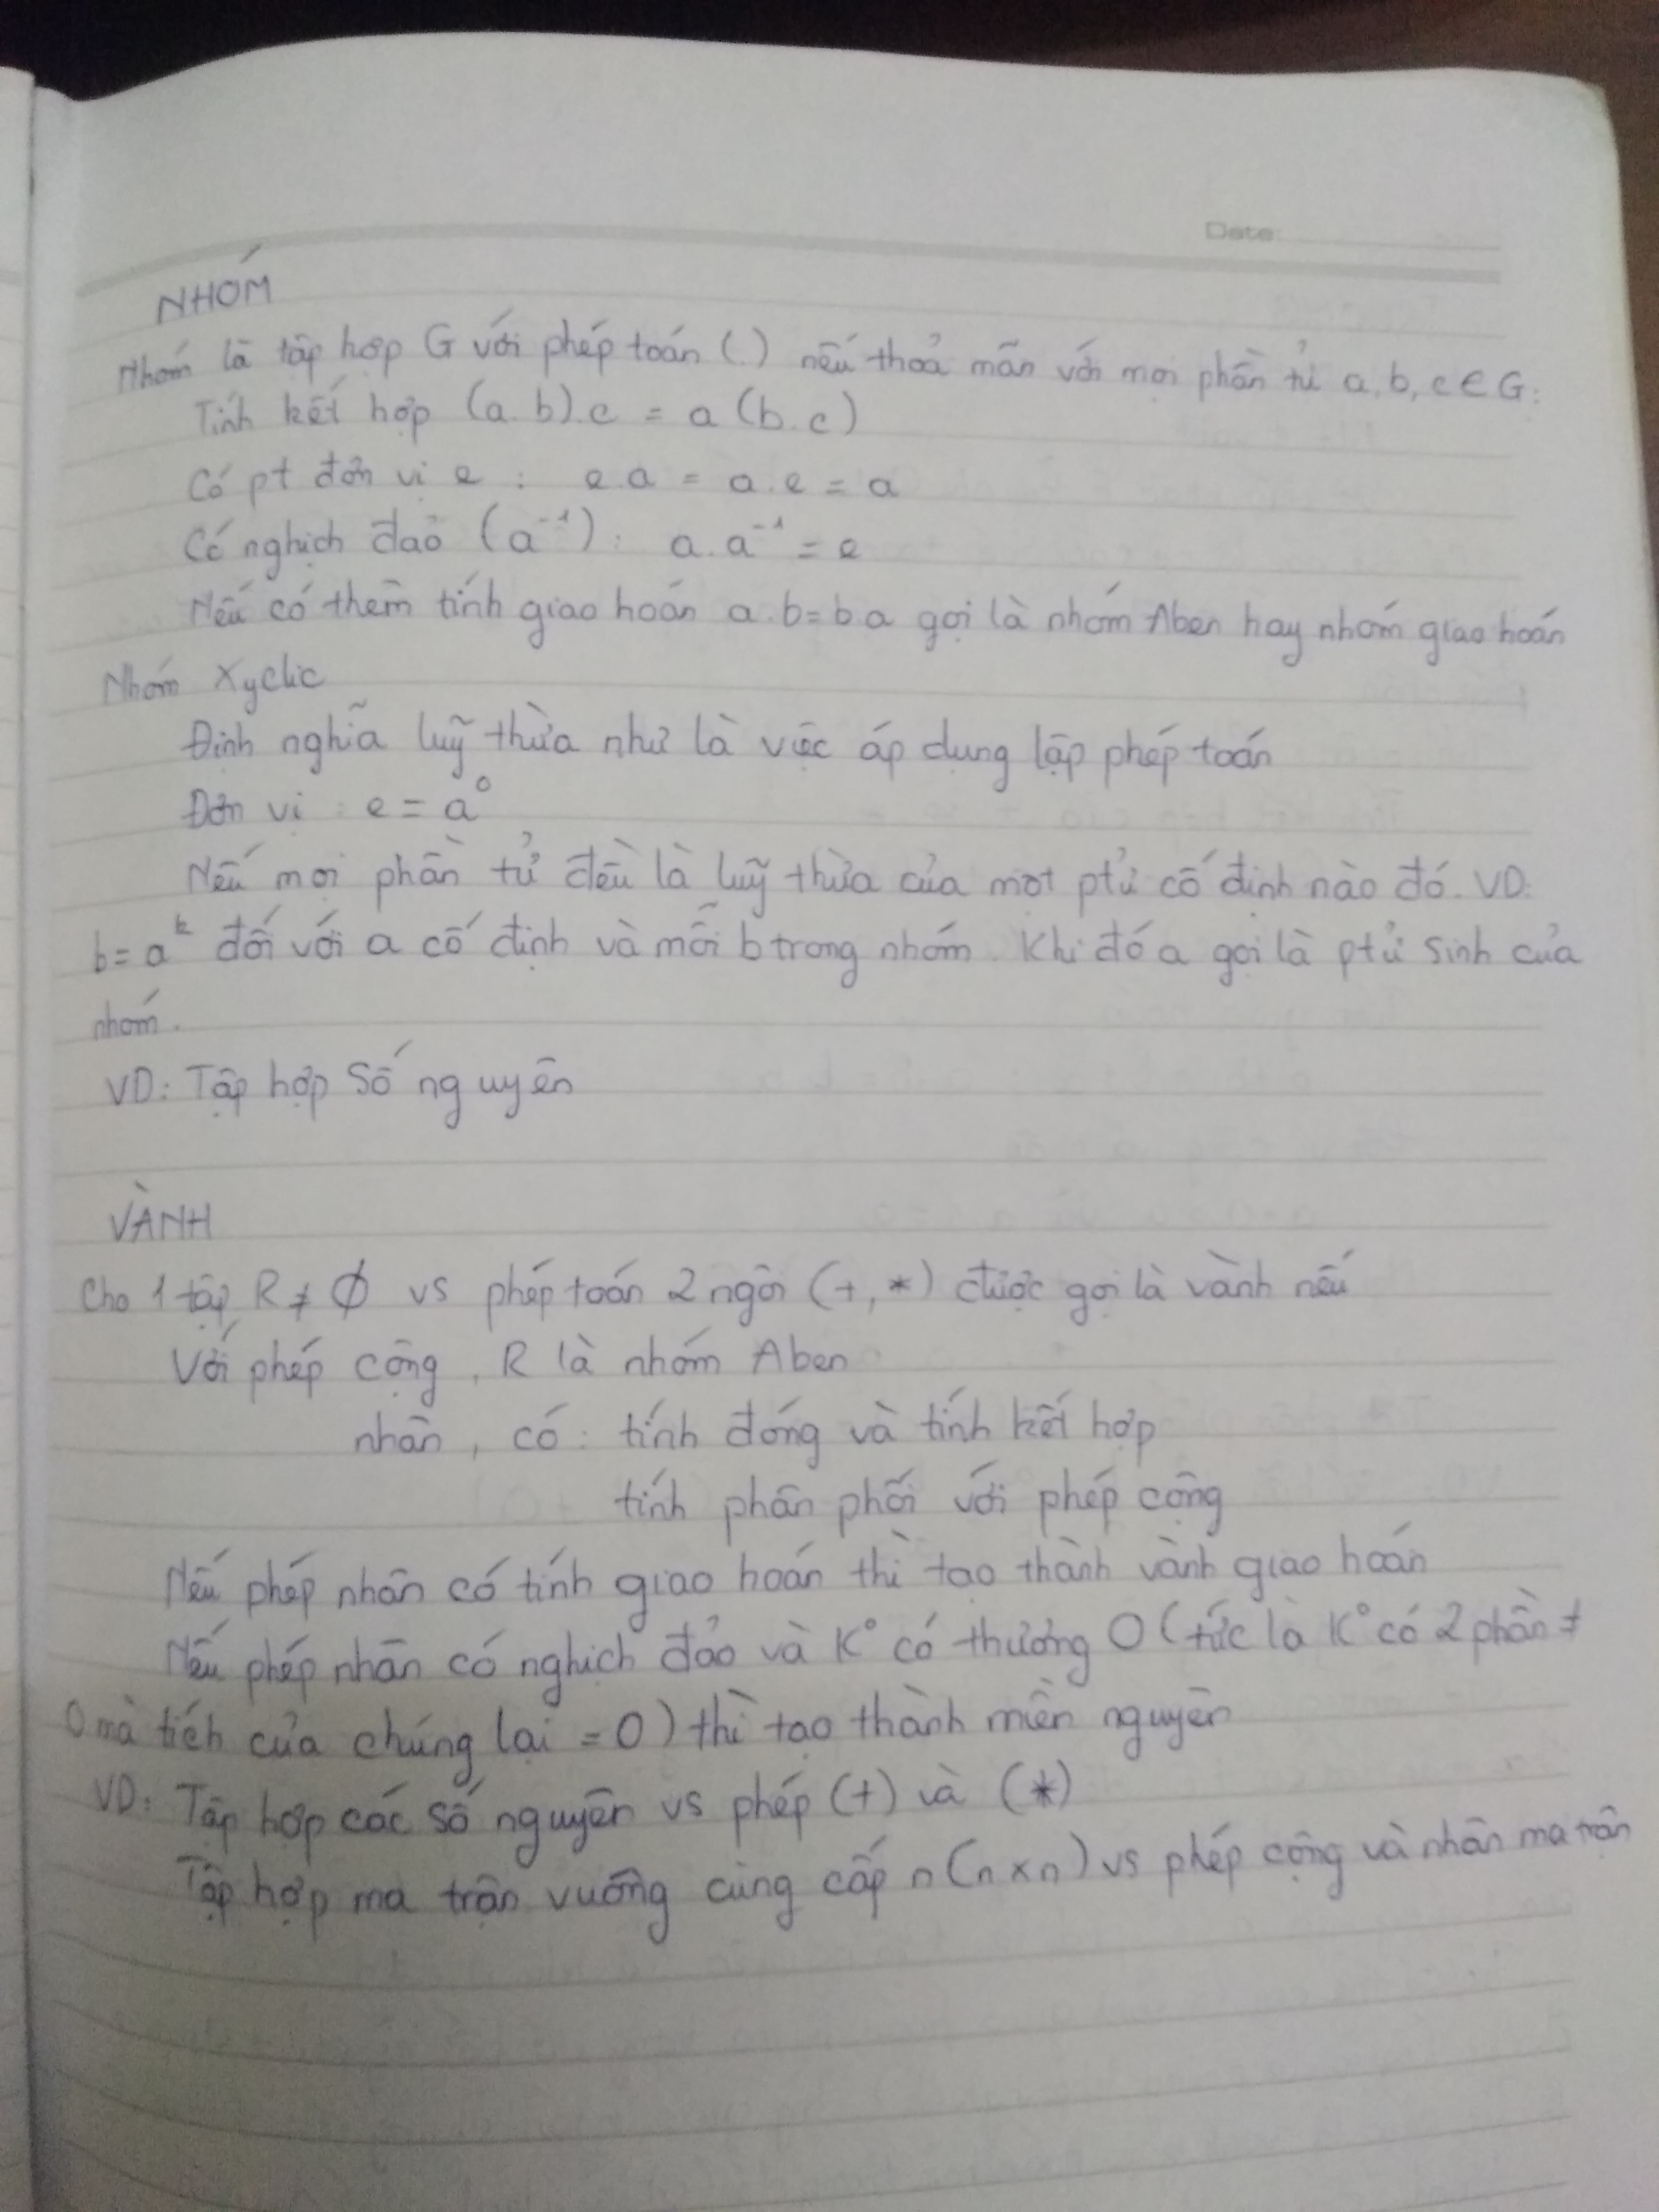 Date:
NHÓM
Nhóm là tập hợp G với phép toán (.) nếu thoả mãn với mọi phần tử a, b, c ∈ G:
Tính kết hợp (a.b).c = a(b.c)
Có pt đơn vị e : e.a = a.e = a
Có nghịch đảo (a⁻¹) : a.a⁻¹ = e
Nếu có thêm tính giao hoán a.b = b.a gọi là nhóm Aben hay nhóm giao hoán
Nhóm Xyclic
Định nghĩa luỹ thừa như là việc áp dụng lặp phép toán
Đơn vị : e = a⁰
Nếu mọi phần tử đều là luỹ thừa của một ptử cố định nào đó. VD:
b = aᵏ đối với a cố định và mỗi b trong nhóm. Khi đó a gọi là ptử sinh của
nhóm.
VD: Tập hợp số nguyên
VÀNH
Cho 1 tập R ≠ ∅ vs phép toán 2 ngôi (+, *) được gọi là vành nếu
Với phép cộng, R là nhóm Aben
nhân, có: tính đóng và tính kết hợp
tính phân phối với phép cộng
Nếu phép nhân có tính giao hoán thì tạo thành vành giao hoán
Nếu phép nhân có nghịch đảo và K° có thương 0 (tức là K° có 2 phần ≠
0 mà tích của chúng lại = 0) thì tạo thành miền nguyên
VD: Tập hợp các số nguyên vs phép (+) và (*)
Tập hợp ma trận vuông cùng cấp n (n × n) vs phép cộng và nhân ma trận